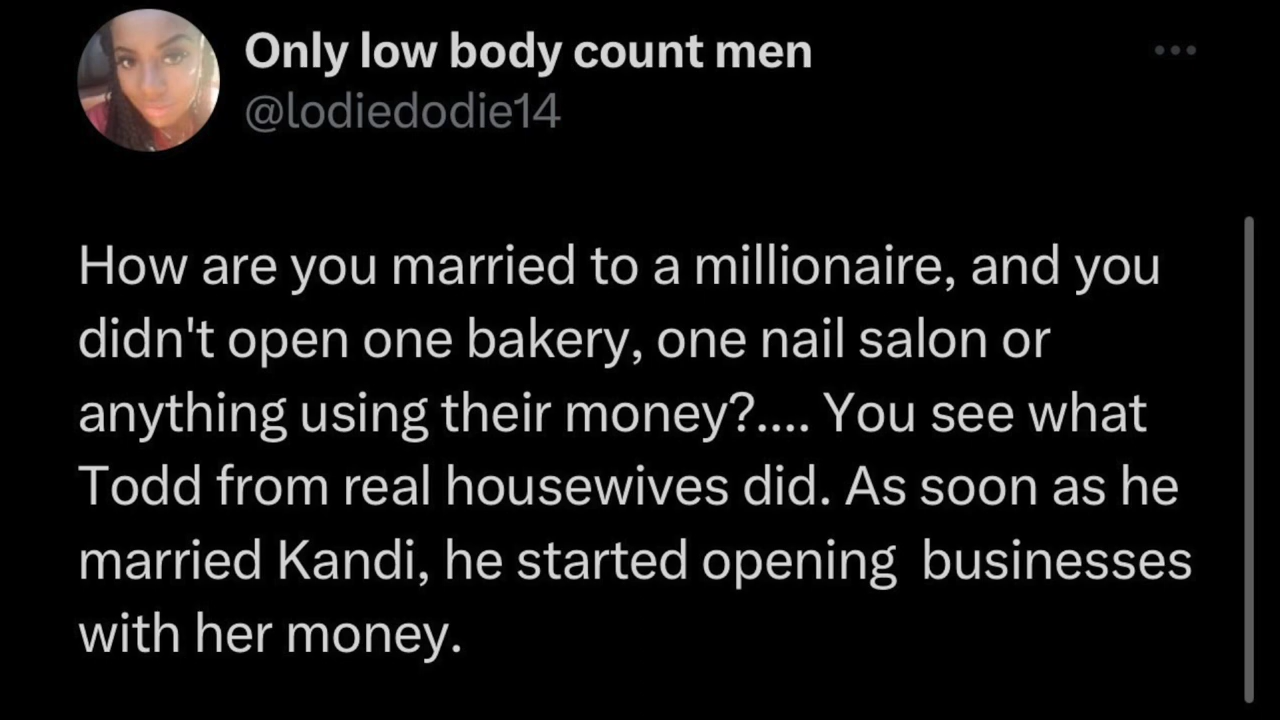 Only low body count men
@lodiedodie14
How are you married to a millionaire, and you
didn't open one bakery, one nail salon or
anything using their money?.... You see what
Todd from real housewives did. As soon as he
married Kandi, he started opening  businesses
with her money.